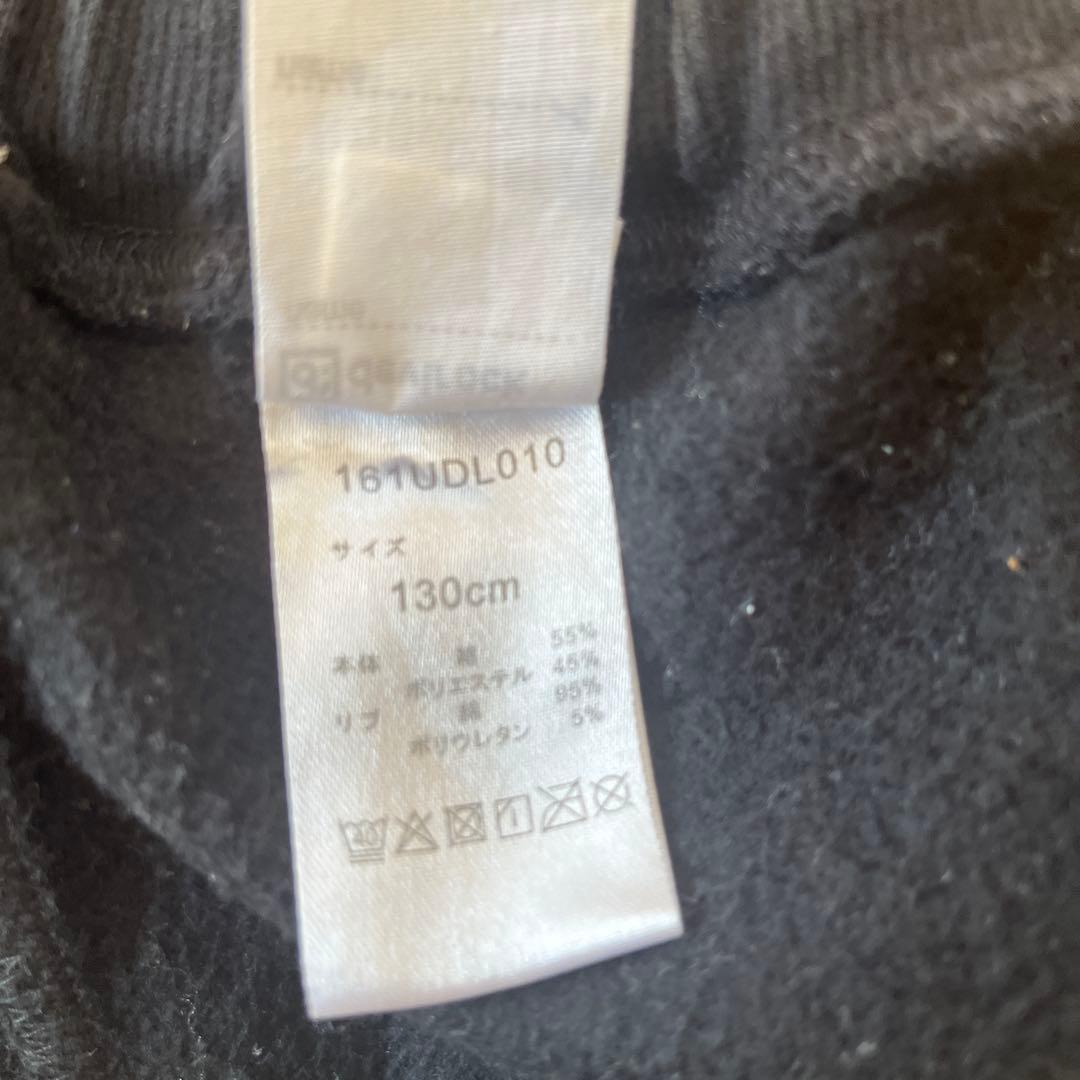 161UDL010
サイズ
130cm
本体 綿 55%
ポリエステル 45%
リブ 綿 95%
ポリウレタン 5%
40